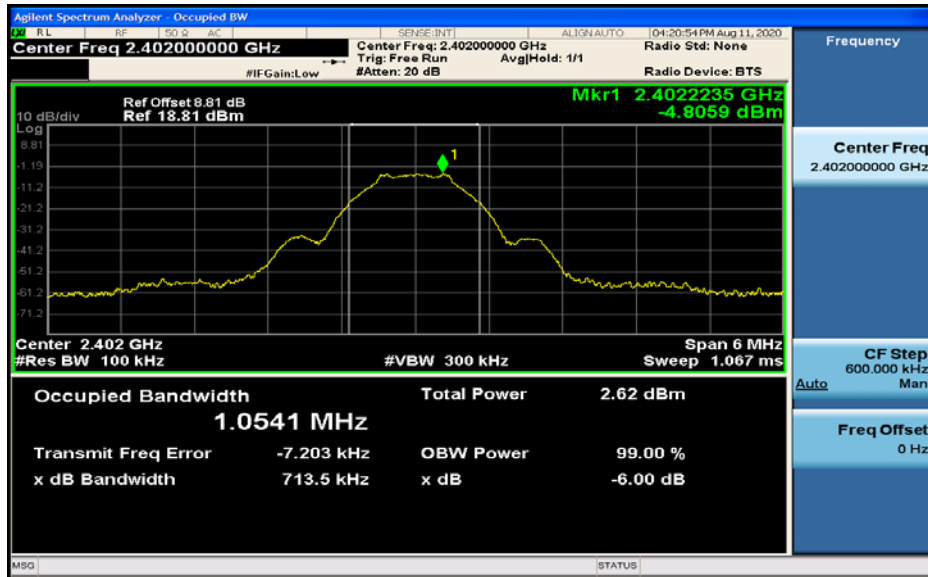 Agilent Spectrum Analyzer - Occupied BW
LXI RL RF 50 Ω AC SENSE:INT ALIGN AUTO 04:20:54 PM Aug 11, 2020
Center Freq 2.402000000 GHz
Center Freq: 2.402000000 GHz
Radio Std: None
Trig: Free Run Avg|Hold: 1/1
#IFGain:Low
#Atten: 20 dB
Radio Device: BTS
Ref Offset 8.81 dB
10 dB/div Ref 18.81 dBm
Mkr1 2.4022235 GHz
-4.8059 dBm
Log
8.81
-1.19
-11.2
-21.2
-31.2
-41.2
-51.2
-61.2
-71.2
1
Center 2.402 GHz
Span 6 MHz
#Res BW 100 kHz
#VBW 300 kHz
Sweep 1.067 ms
Occupied Bandwidth
1.0541 MHz
Total Power 2.62 dBm
Transmit Freq Error -7.203 kHz
OBW Power 99.00 %
x dB Bandwidth 713.5 kHz
x dB -6.00 dB
MSG
STATUS
Frequency
Center Freq
2.402000000 GHz
CF Step
600.000 kHz
Auto Man
Freq Offset
0 Hz